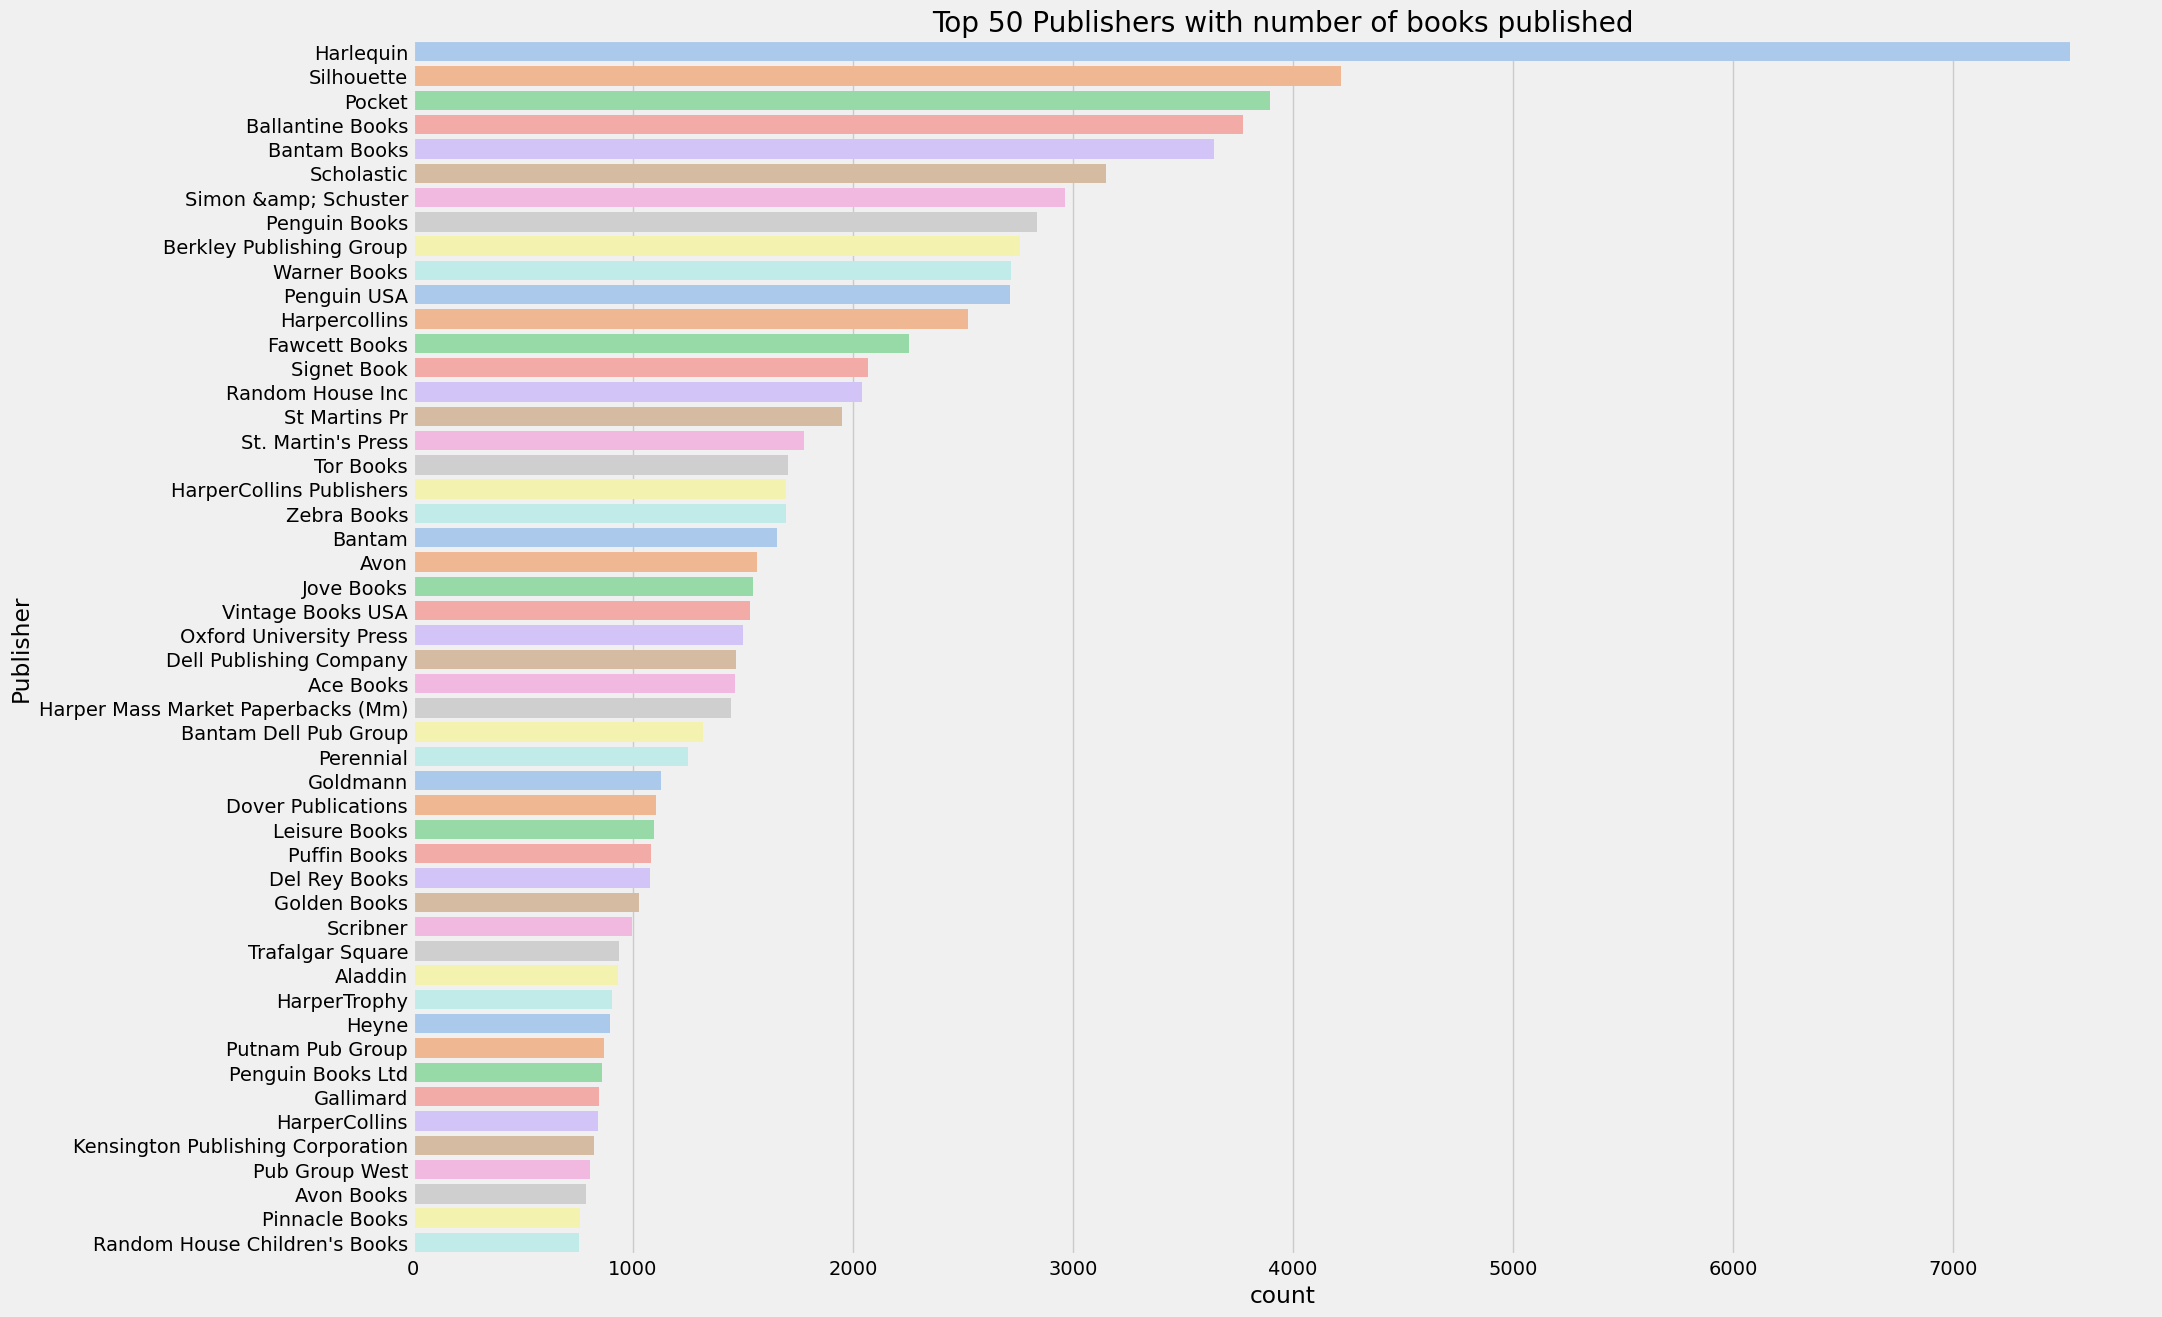 Top 50 Publishers with number of books published
Harlequin
Silhouette
Pocket
Ballantine Books
Bantam Books
Scholastic
Simon &amp; Schuster
Penguin Books
Berkley Publishing Group
Warner Books
Penguin USA
Harpercollins
Fawcett Books
Signet Book
Random House Inc
St Martins Pr
St. Martin's Press
Tor Books
HarperCollins Publishers
Zebra Books
Bantam
Avon
Jove Books
Vintage Books USA
Oxford University Press
Dell Publishing Company
Ace Books
Harper Mass Market Paperbacks (Mm)
Bantam Dell Pub Group
Perennial
Goldmann
Dover Publications
Leisure Books
Puffin Books
Del Rey Books
Golden Books
Scribner
Trafalgar Square
Aladdin
HarperTrophy
Heyne
Putnam Pub Group
Penguin Books Ltd
Gallimard
HarperCollins
Kensington Publishing Corporation
Pub Group West
Avon Books
Pinnacle Books
Random House Children's Books
Publisher
0 1000 2000 3000 4000 5000 6000 7000
count